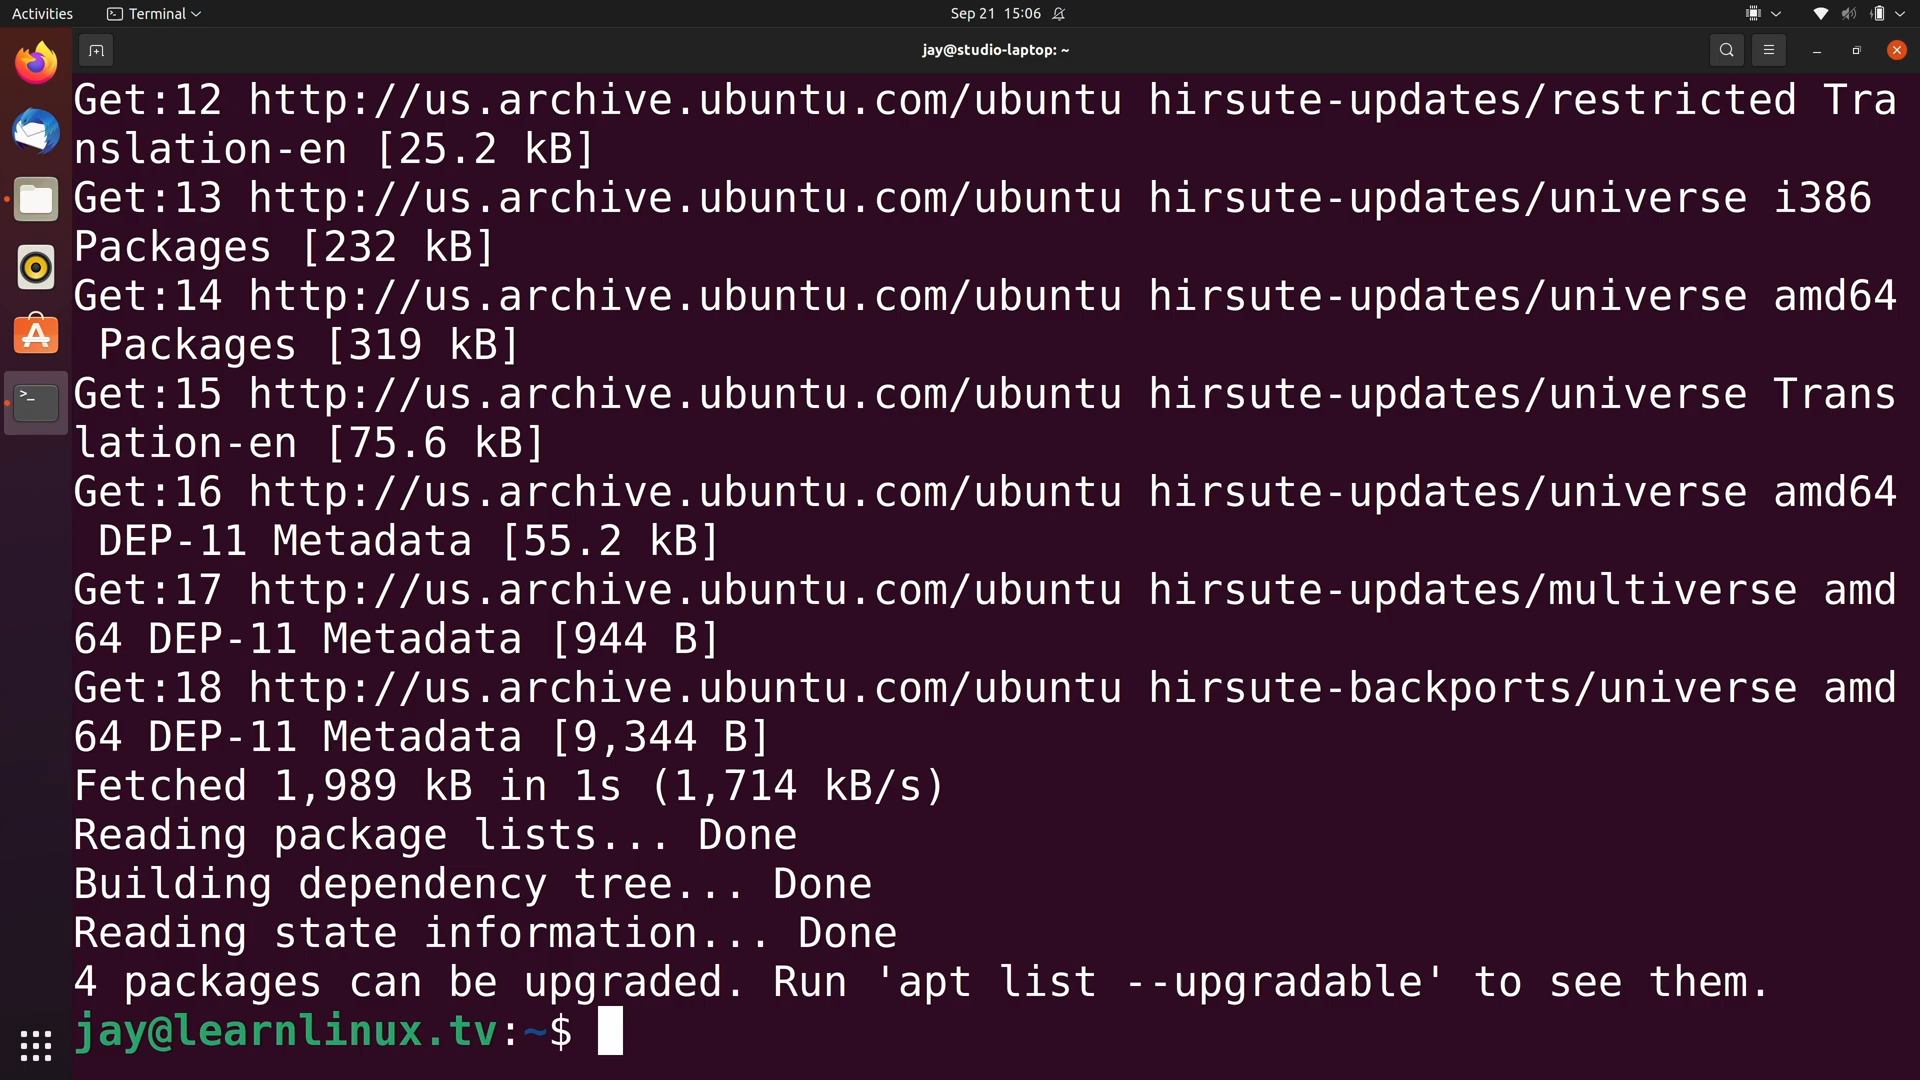 Activities Terminal Sep 21 15:06
jay@studio-laptop: ~
Get:12 http://us.archive.ubuntu.com/ubuntu hirsute-updates/restricted Tra
nslation-en [25.2 kB]
Get:13 http://us.archive.ubuntu.com/ubuntu hirsute-updates/universe i386
Packages [232 kB]
Get:14 http://us.archive.ubuntu.com/ubuntu hirsute-updates/universe amd64
 Packages [319 kB]
Get:15 http://us.archive.ubuntu.com/ubuntu hirsute-updates/universe Trans
lation-en [75.6 kB]
Get:16 http://us.archive.ubuntu.com/ubuntu hirsute-updates/universe amd64
 DEP-11 Metadata [55.2 kB]
Get:17 http://us.archive.ubuntu.com/ubuntu hirsute-updates/multiverse amd
64 DEP-11 Metadata [944 B]
Get:18 http://us.archive.ubuntu.com/ubuntu hirsute-backports/universe amd
64 DEP-11 Metadata [9,344 B]
Fetched 1,989 kB in 1s (1,714 kB/s)
Reading package lists... Done
Building dependency tree... Done
Reading state information... Done
4 packages can be upgraded. Run 'apt list --upgradable' to see them.
jay@learnlinux.tv:~$